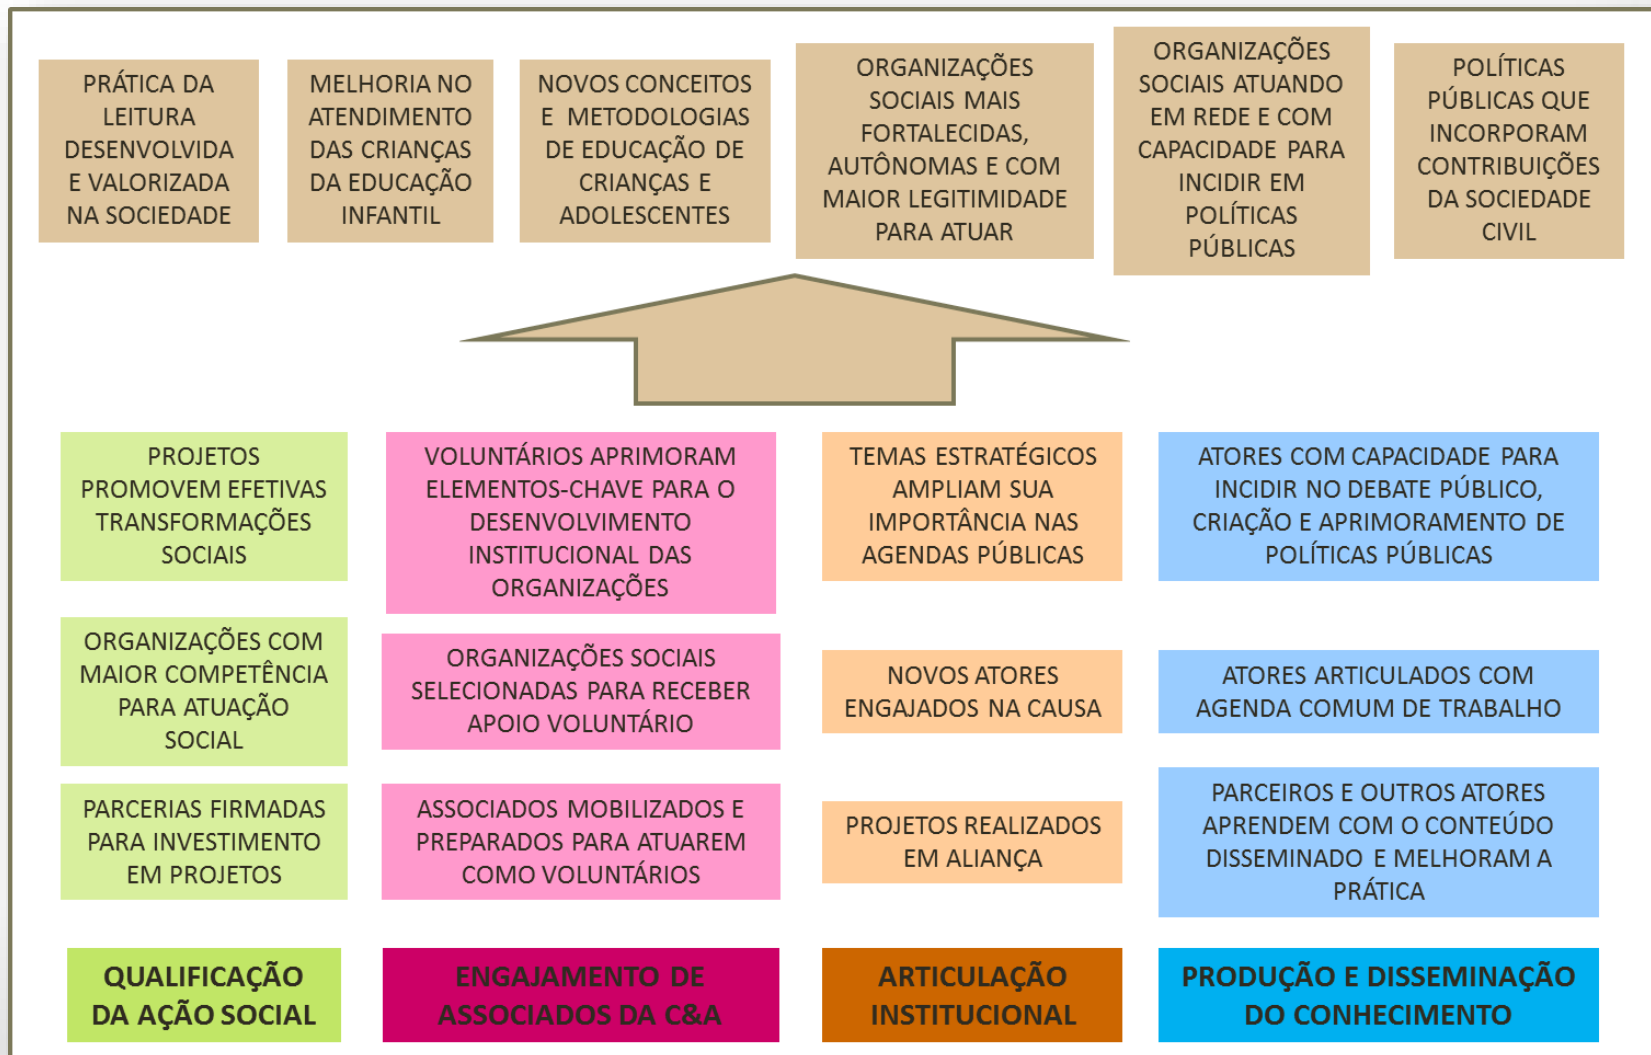 PRÁTICA DA
LEITURA
DESENVOLVIDA
E VALORIZADA
NA SOCIEDADE
MELHORIA NO
ATENDIMENTO
DAS CRIANÇAS
DA EDUCAÇÃO
INFANTIL
NOVOS CONCEITOS
E METODOLOGIAS
DE EDUCAÇÃO DE
CRIANÇAS E
ADOLESCENTES
ORGANIZAÇÕES
SOCIAIS MAIS
FORTALECIDAS,
AUTÔNOMAS E COM
MAIOR LEGITIMIDADE
PARA ATUAR
ORGANIZAÇÕES
SOCIAIS ATUANDO
EM REDE E COM
CAPACIDADE PARA
INCIDIR EM
POLÍTICAS
PÚBLICAS
POLÍTICAS
PÚBLICAS QUE
INCORPORAM
CONTRIBUIÇÕES
DA SOCIEDADE
CIVIL
PROJETOS
PROMOVEM EFETIVAS
TRANSFORMAÇÕES
SOCIAIS
VOLUNTÁRIOS APRIMORAM
ELEMENTOS-CHAVE PARA O
DESENVOLVIMENTO
INSTITUCIONAL DAS
ORGANIZAÇÕES
TEMAS ESTRATÉGICOS
AMPLIAM SUA
IMPORTÂNCIA NAS
AGENDAS PÚBLICAS
ATORES COM CAPACIDADE PARA
INCIDIR NO DEBATE PÚBLICO,
CRIAÇÃO E APRIMORAMENTO DE
POLÍTICAS PÚBLICAS
ORGANIZAÇÕES COM
MAIOR COMPETÊNCIA
PARA ATUAÇÃO
SOCIAL
ORGANIZAÇÕES SOCIAIS
SELECIONADAS PARA RECEBER
APOIO VOLUNTÁRIO
NOVOS ATORES
ENGAJADOS NA CAUSA
ATORES ARTICULADOS COM
AGENDA COMUM DE TRABALHO
PARCERIAS FIRMADAS
PARA INVESTIMENTO
EM PROJETOS
ASSOCIADOS MOBILIZADOS E
PREPARADOS PARA ATUAREM
COMO VOLUNTÁRIOS
PROJETOS REALIZADOS
EM ALIANÇA
PARCEIROS E OUTROS ATORES
APRENDEM COM O CONTEÚDO
DISSEMINADO E MELHORAM A
PRÁTICA
QUALIFICAÇÃO
DA AÇÃO SOCIAL
ENGAJAMENTO DE
ASSOCIADOS DA C&A
ARTICULAÇÃO
INSTITUCIONAL
PRODUÇÃO E DISSEMINAÇÃO
DO CONHECIMENTO